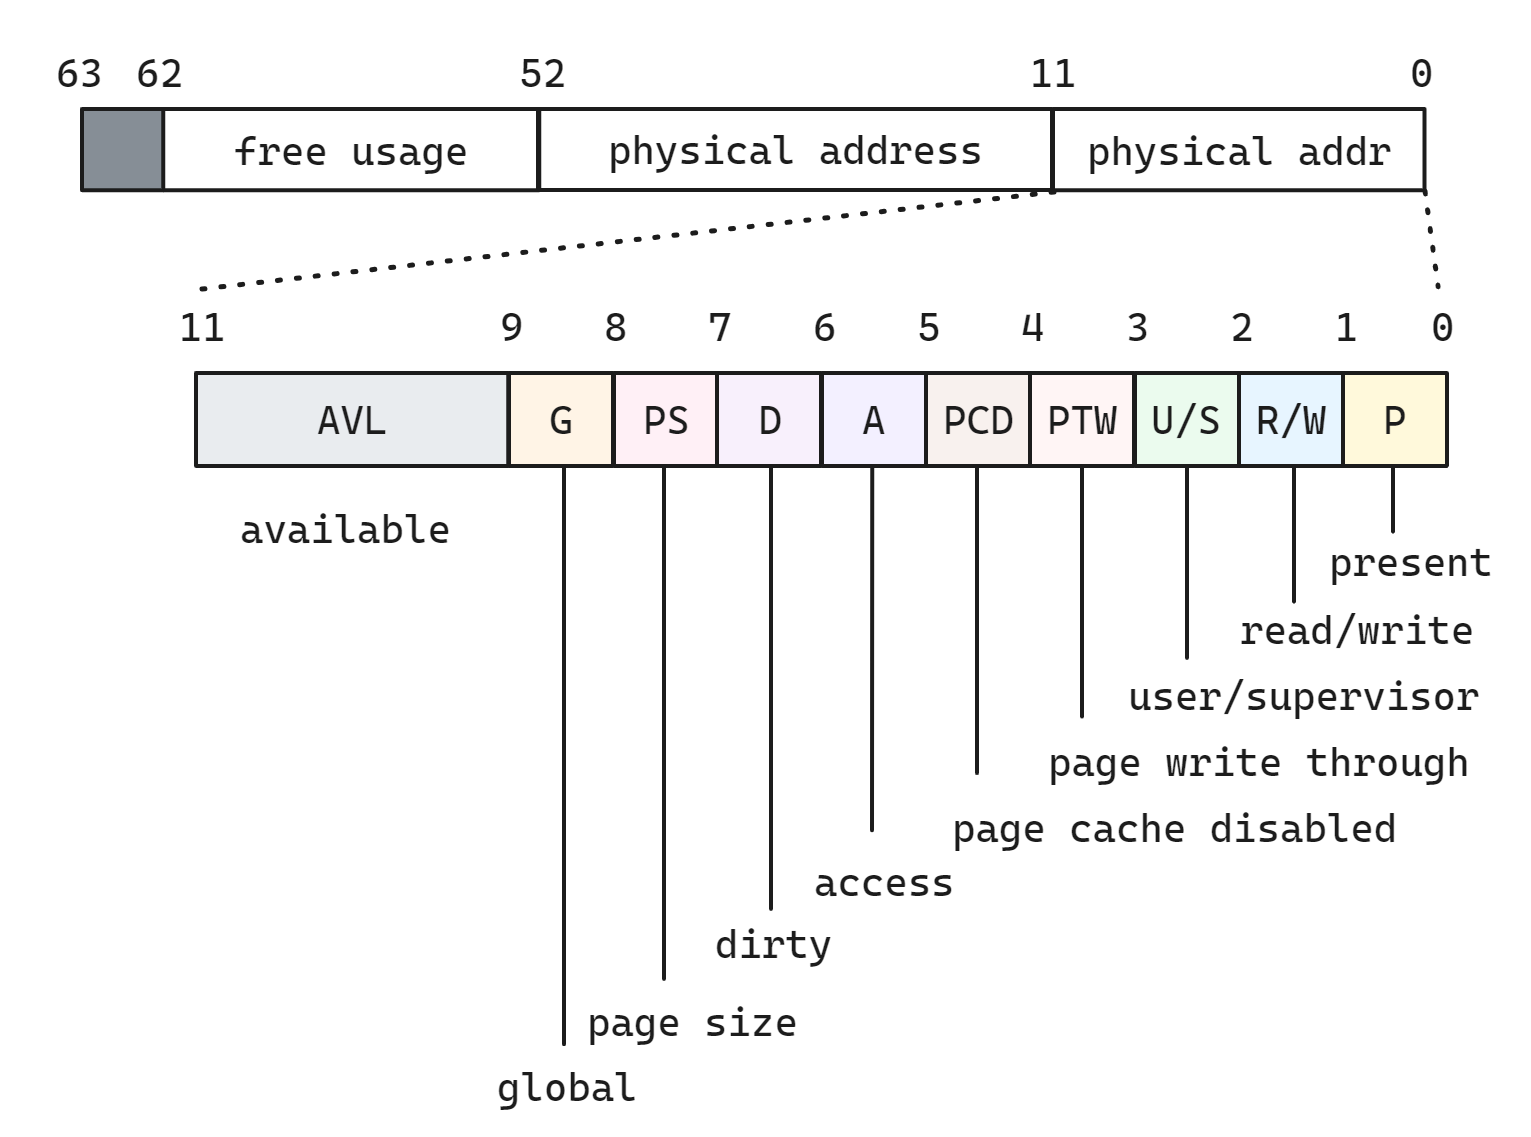 63 62 52 11 0
free usage physical address physical addr
11 9 8 7 6 5 4 3 2 1 0
AVL G PS D A PCD PTW U/S R/W P
available
present
read/write
user/supervisor
page write through
page cache disabled
access
dirty
page size
global